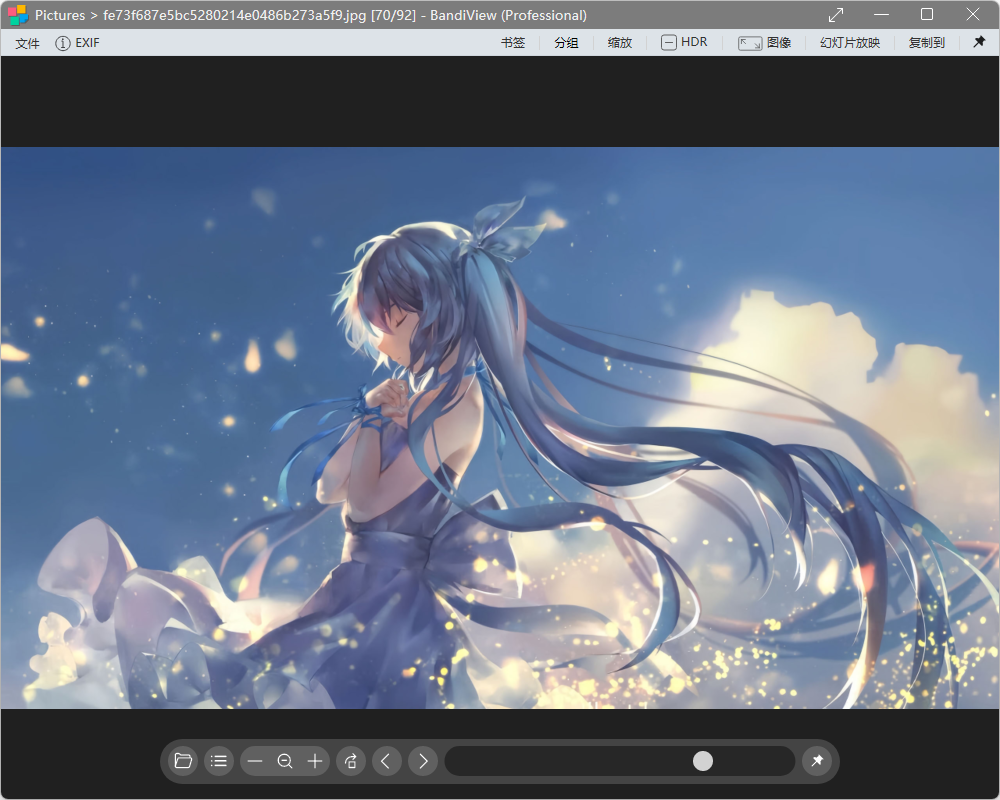 Pictures > fe73f687e5bc5280214e0486b273a5f9.jpg [70/92] - BandiView (Professional)
文件 EXIF 书签 分组 缩放 HDR 图像 幻灯片放映 复制到